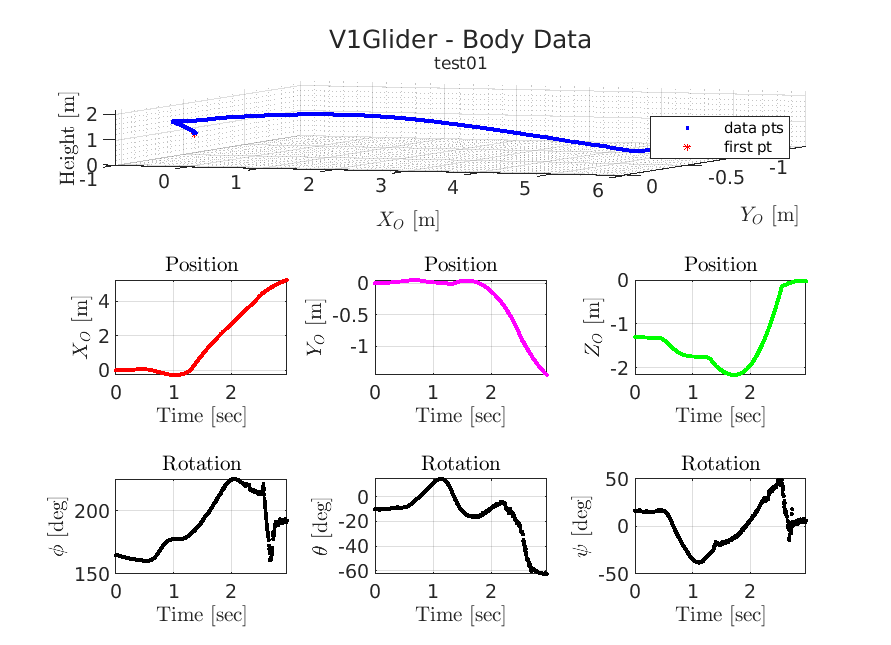 V1Glider - Body Data
test01
Height [m]
2
1
0
-1
0
1
2
3
4
5
6
0
-0.5
-1
X_O [m]
Y_O [m]
data pts
first pt
Position
X_O [m]
4
2
0
0
1
2
Time [sec]
Position
Y_O [m]
0
-0.5
-1
0
1
2
Time [sec]
Position
Z_O [m]
0
-1
-2
0
1
2
Time [sec]
Rotation
ϕ [deg]
200
150
0
1
2
Time [sec]
Rotation
θ [deg]
0
-20
-40
-60
0
1
2
Time [sec]
Rotation
ψ [deg]
50
0
-50
0
1
2
Time [sec]